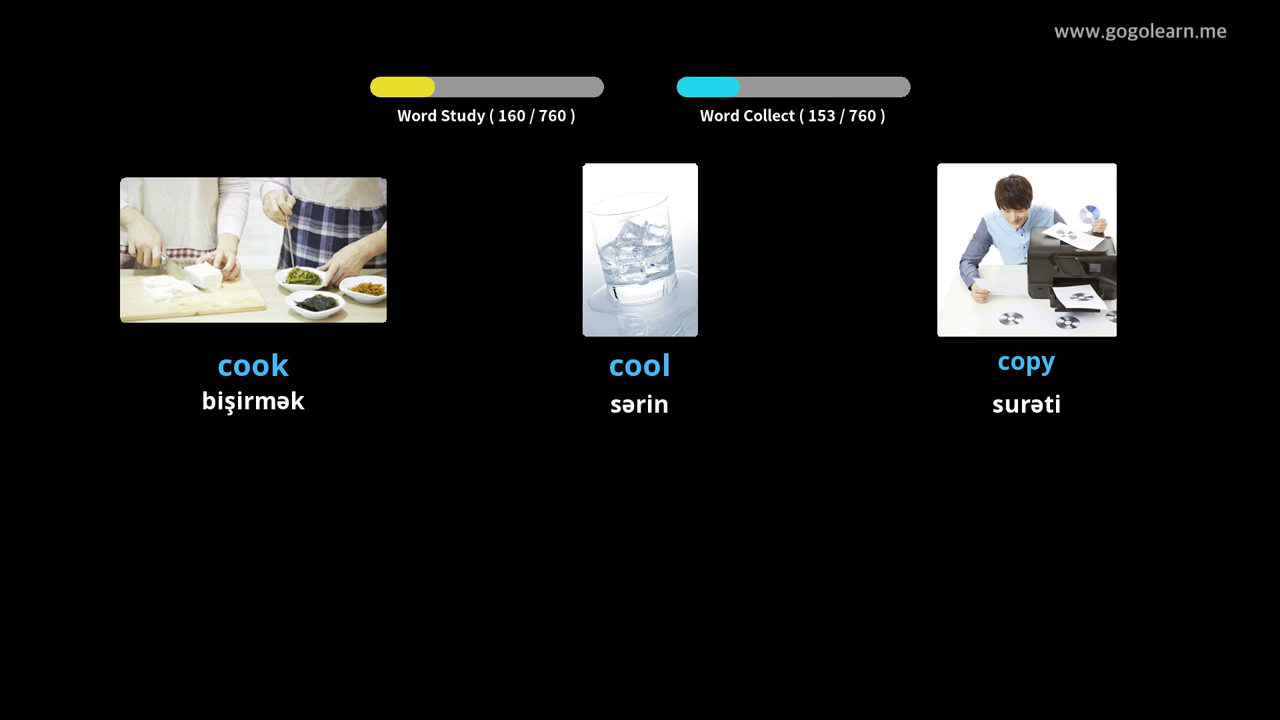 www.gogolearn.me
Word Study ( 160 / 760 )
Word Collect ( 153 / 760 )
cook
bişirmək
cool
sərin
copy
surəti